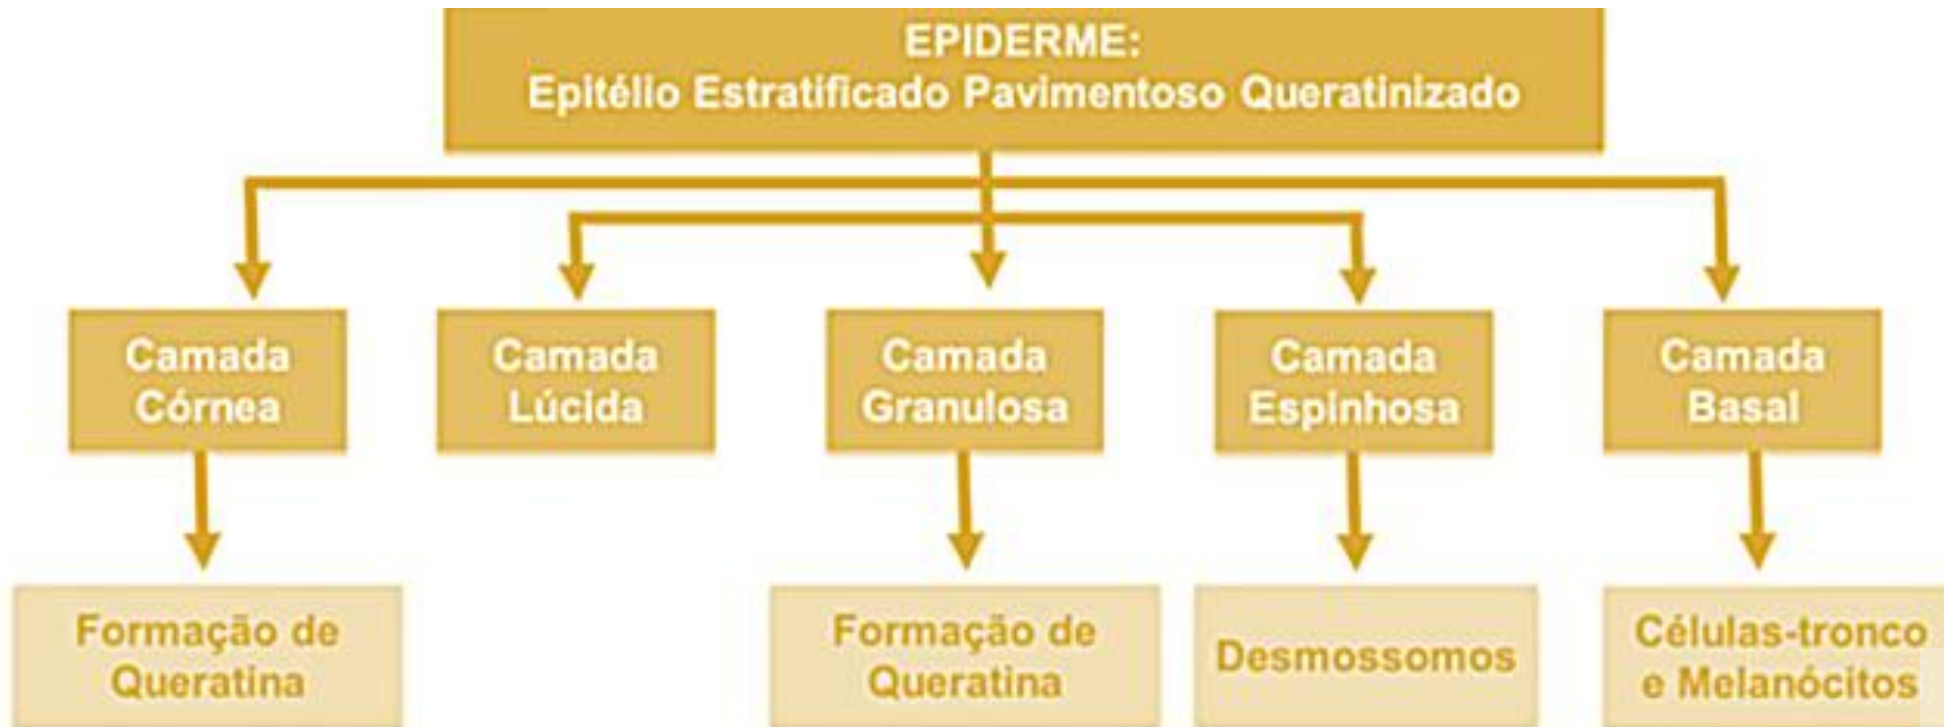 EPIDERME:
Epitélio Estratificado Pavimentoso Queratinizado
Camada
Córnea
Camada
Lúcida
Camada
Granulosa
Camada
Espinhosa
Camada
Basal
Formação de
Queratina
Formação de
Queratina
Desmossomos
Células-tronco
e Melanócitos